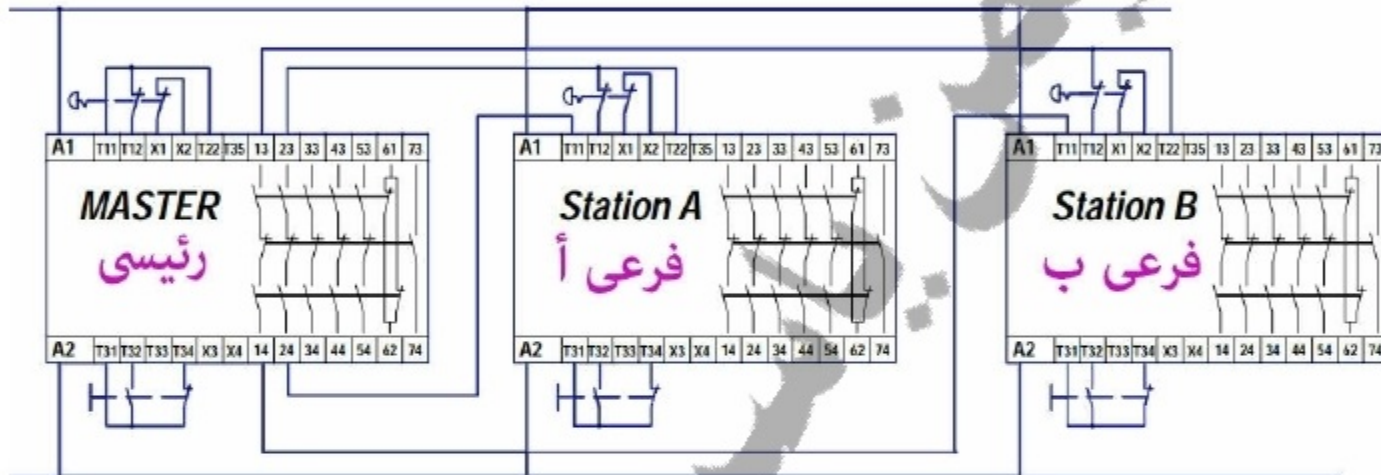 A1 T11 T12 X1 X2 T22 T35 13 23 33 43 53 61 73
MASTER
رئيسى
A2 T31 T32 T33 T34 X3 X4 14 24 34 44 54 62 74
A1 T11 T12 X1 X2 T22 T35 13 23 33 43 53 61 73
Station A
فرعى أ
A2 T31 T32 T33 T34 X3 X4 14 24 34 44 54 62 74
A1 T11 T12 X1 X2 T22 T35 13 23 33 43 53 61 73
Station B
فرعى ب
A2 T31 T32 T33 T34 X3 X4 14 24 34 44 54 62 74